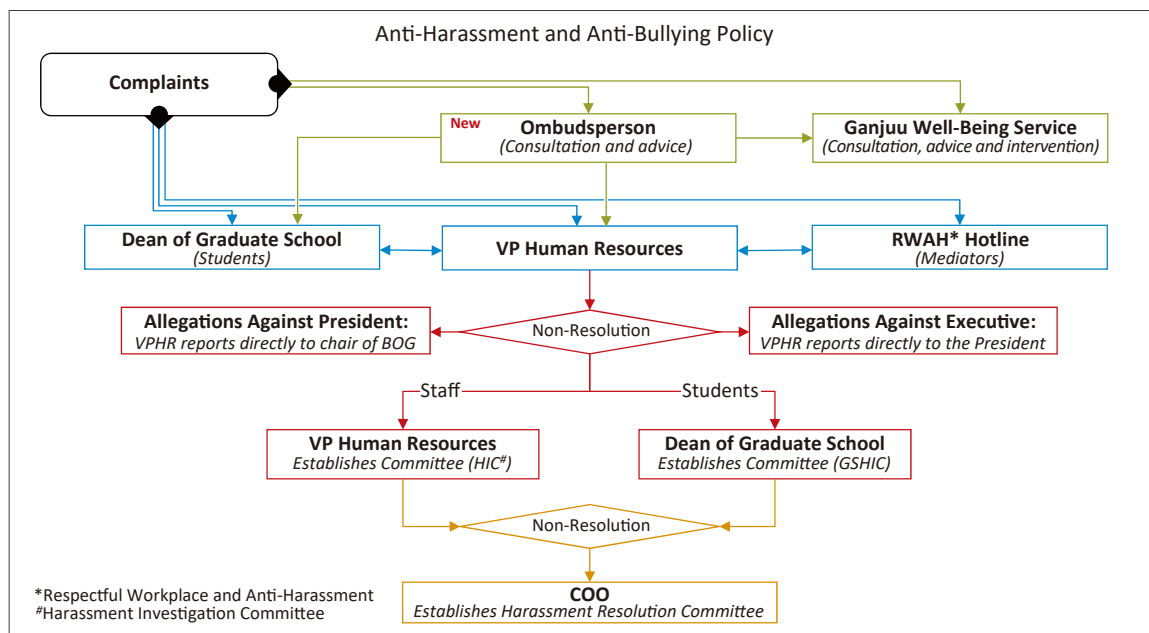 Anti-Harassment and Anti-Bullying Policy
Complaints
New
Ombudsperson
(Consultation and advice)
Ganjuu Well-Being Service
(Consultation, advice and intervention)
Dean of Graduate School
(Students)
VP Human Resources
RWAH* Hotline
(Mediators)
Allegations Against President:
VPHR reports directly to chair of BOG
Non-Resolution
Allegations Against Executive:
VPHR reports directly to the President
Staff
Students
VP Human Resources
Establishes Committee (HIC#)
Dean of Graduate School
Establishes Committee (GSHIC)
Non-Resolution
COO
Establishes Harassment Resolution Committee
*Respectful Workplace and Anti-Harassment
#Harassment Investigation Committee